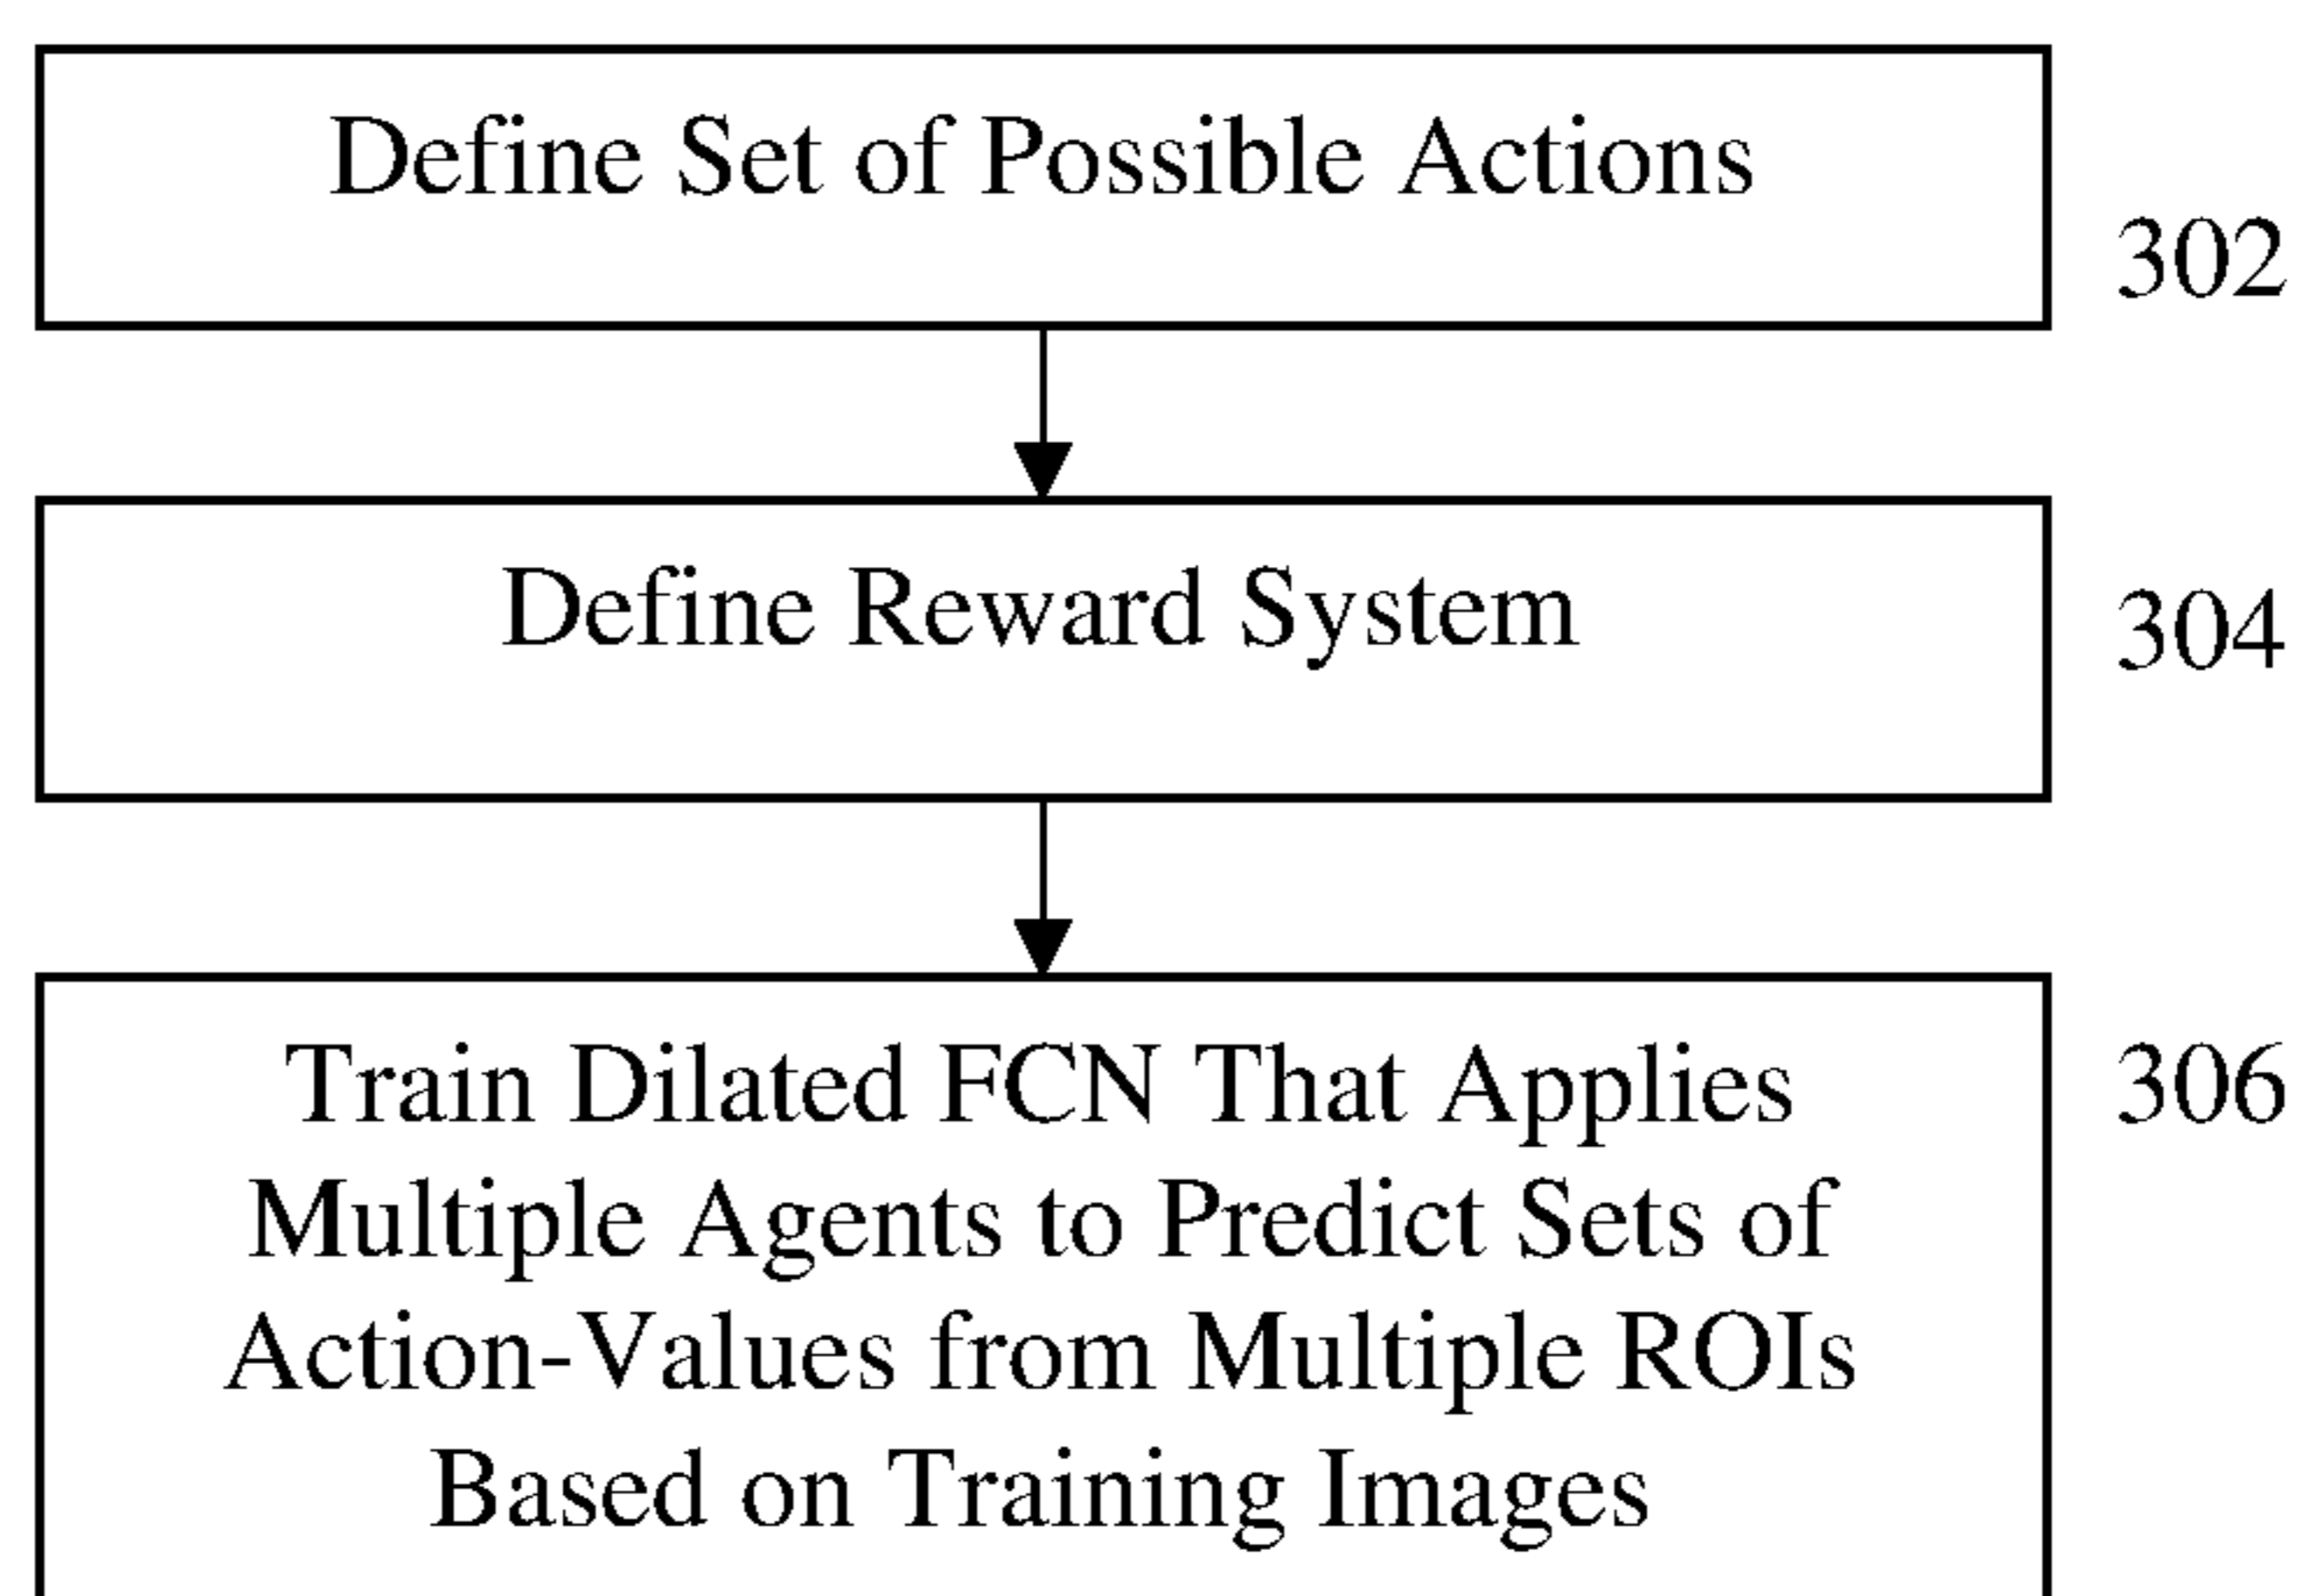 Define Set of Possible Actions
302
Define Reward System
304
Train Dilated FCN That Applies
306
Multiple Agents to Predict Sets of
Action-Values from Multiple ROIs
Based on Training Images